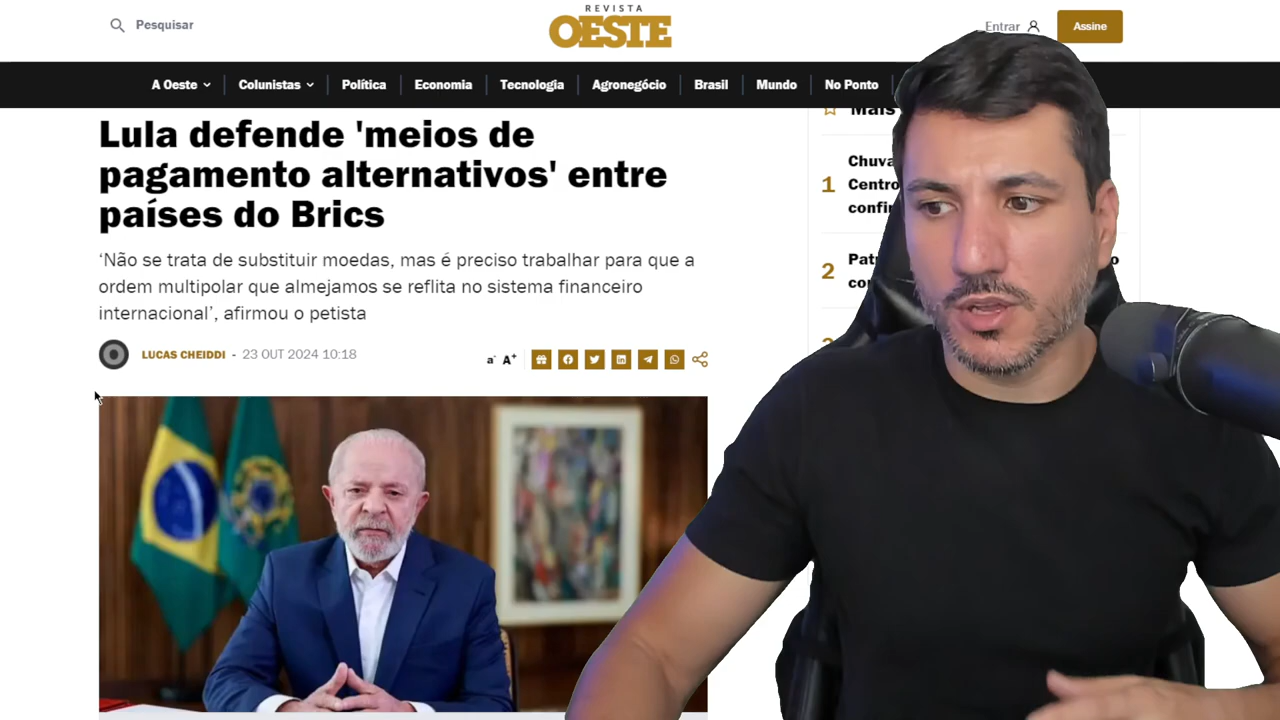 Pesquisar
REVISTA
OESTE
Entrar
Assine
A Oeste
Colunistas
Política
Economia
Tecnologia
Agronegócio
Brasil
Mundo
No Ponto
Lula defende 'meios de
pagamento alternativos' entre
países do Brics
‘Não se trata de substituir moedas, mas é preciso trabalhar para que a
ordem multipolar que almejamos se reflita no sistema financeiro
internacional’, afirmou o petista
LUCAS CHEIDDI - 23 OUT 2024 10:18
a- A+
Mais
1
2